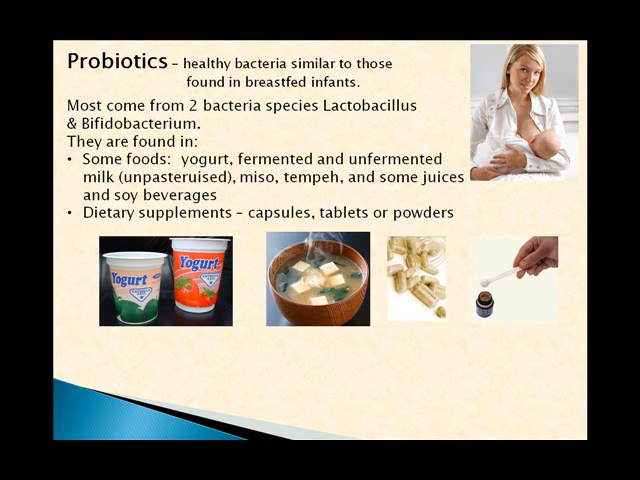 Probiotics – healthy bacteria similar to those
found in breastfed infants.
Most come from 2 bacteria species Lactobacillus
& Bifidobacterium.
They are found in:
• Some foods: yogurt, fermented and unfermented
milk (unpasteruised), miso, tempeh, and some juices
and soy beverages
• Dietary supplements – capsules, tablets or powders
Yogurt
Yogurt